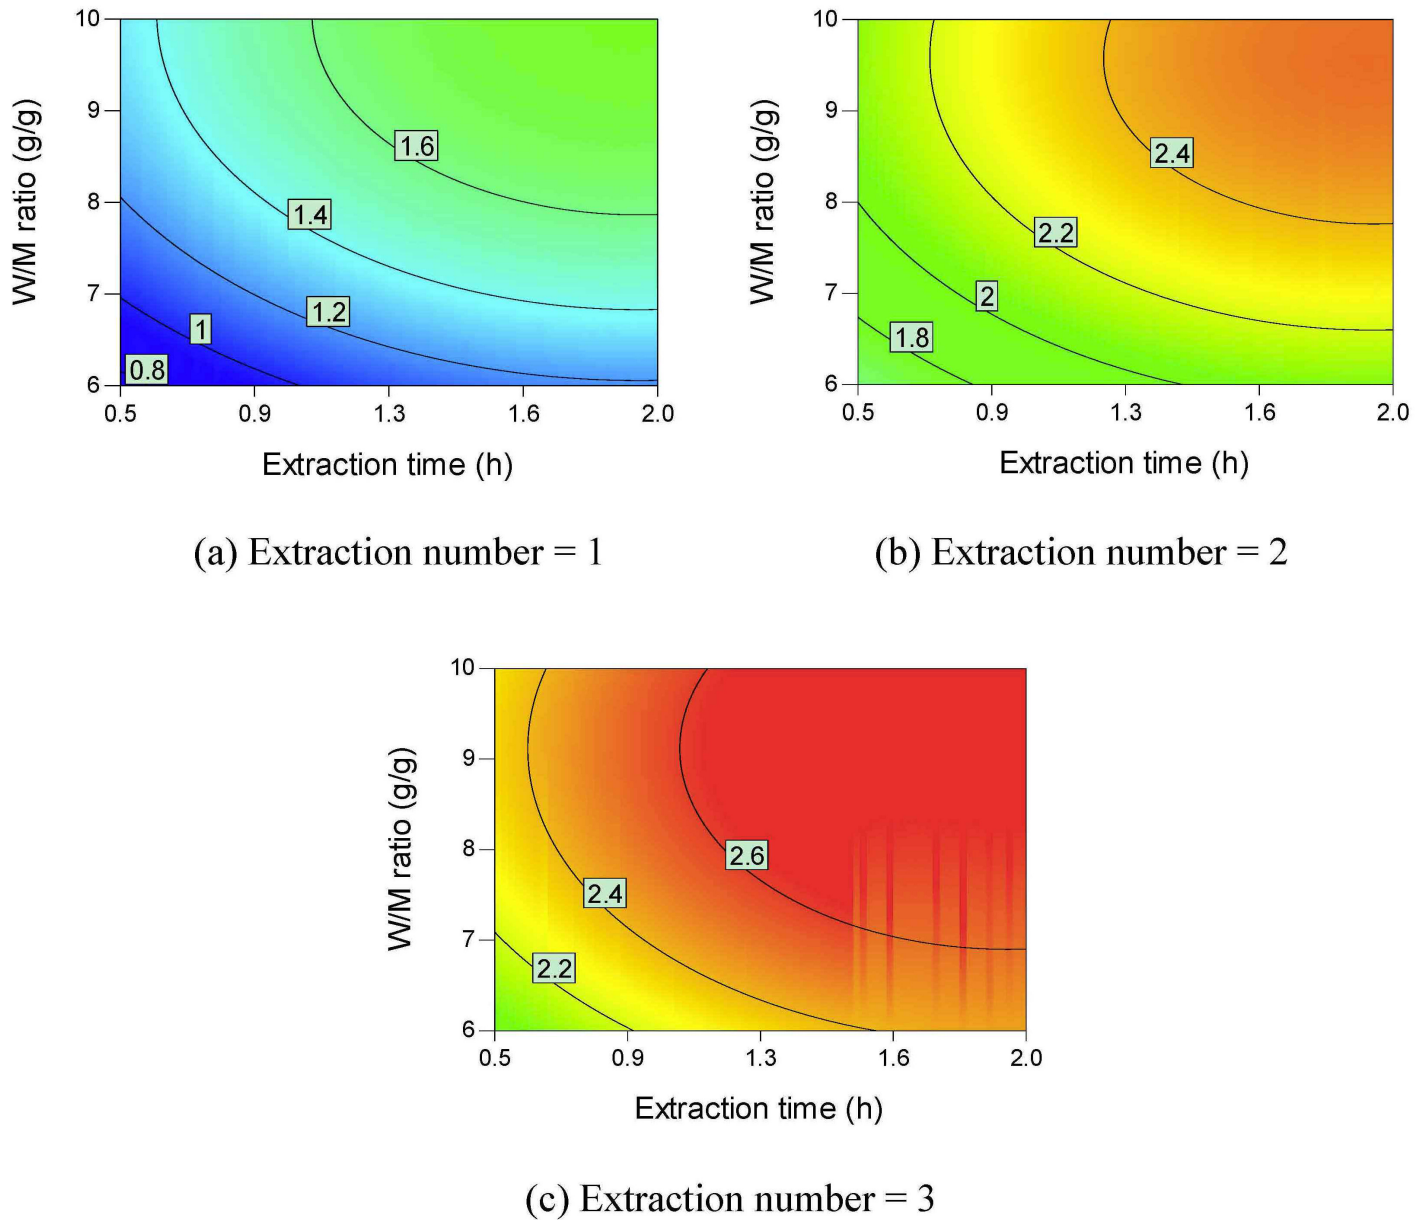 10
9
8
7
6
W/M ratio (g/g)
1.6
1.4
1.2
1
0.8
0.5 0.9 1.3 1.6 2.0
Extraction time (h)
(a) Extraction number = 1
10
9
8
7
6
W/M ratio (g/g)
2.4
2.2
2
1.8
0.5 0.9 1.3 1.6 2.0
Extraction time (h)
(b) Extraction number = 2
10
9
8
7
6
W/M ratio (g/g)
2.6
2.4
2.2
0.5 0.9 1.3 1.6 2.0
Extraction time (h)
(c) Extraction number = 3